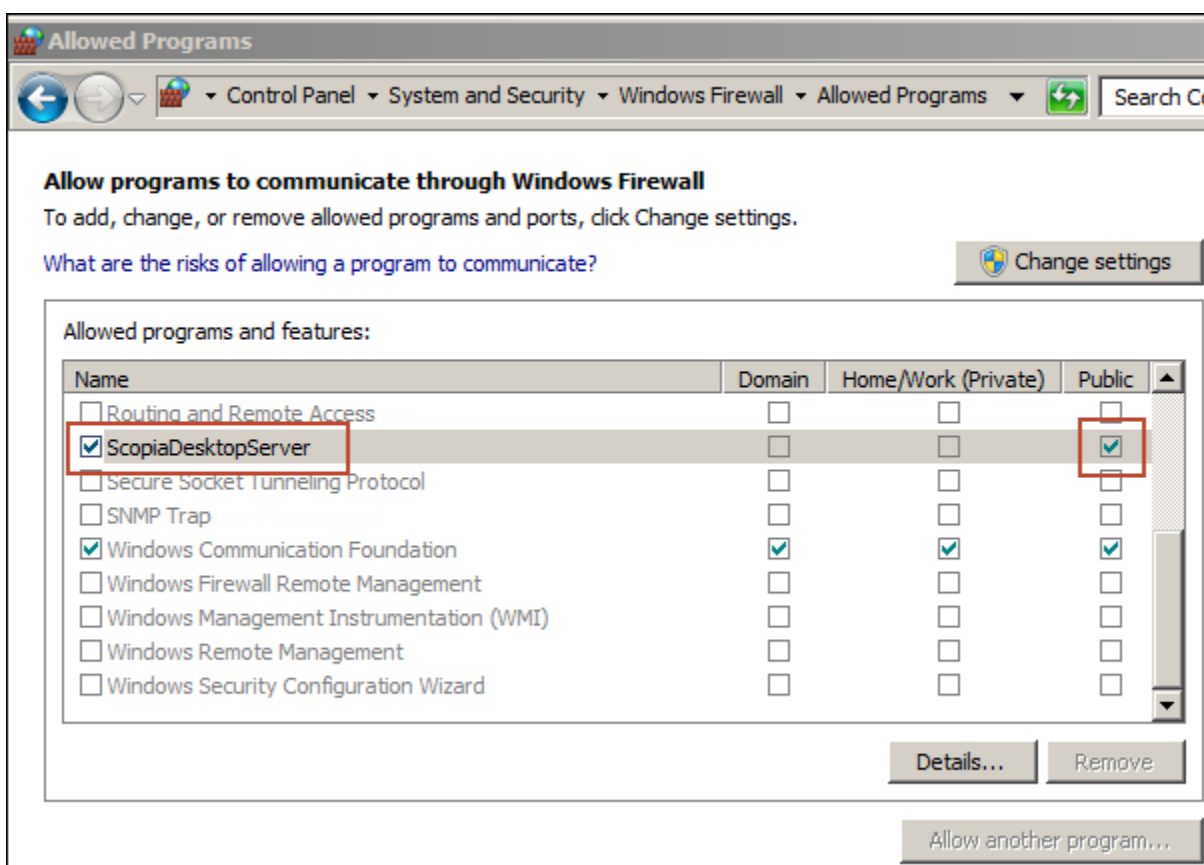 Allowed Programs
Control Panel System and Security Windows Firewall Allowed Programs Search
Allow programs to communicate through Windows Firewall
To add, change, or remove allowed programs and ports, click Change settings.
What are the risks of allowing a program to communicate? Change settings
Allowed programs and features:
Name Domain Home/Work (Private) Public
Routing and Remote Access
ScopiaDesktopServer
Secure Socket Tunneling Protocol
SNMP Trap
Windows Communication Foundation
Windows Firewall Remote Management
Windows Management Instrumentation (WMI)
Windows Remote Management
Windows Security Configuration Wizard
Details... Remove
Allow another program...